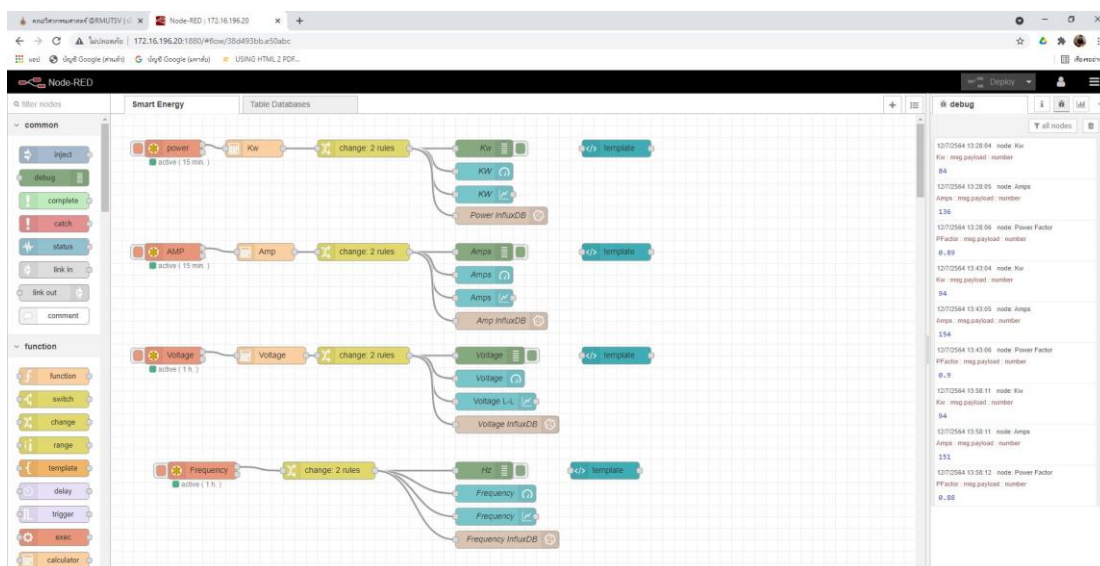 Node-RED : 172.16.196.20
172.16.196.20:1880/#flow/38d493bb.e50abc
แอป
บัญชี Google
G บัญชี Google
USING HTML 2 PDF...
Node-RED
Deploy
filter nodes
Smart Energy
Table Databases
debug
i
all nodes
common
inject
debug
complete
catch
status
link in
link out
comment
function
function
switch
change
range
template
delay
trigger
exec
calculator
power
active ( 15 min. )
Kw
change: 2 rules
Kw
KW
KW
Power InfluxDB
template
AMP
active ( 15 min. )
Amp
change: 2 rules
Amps
Amps
Amps
Amp InfluxDB
template
Voltage
active ( 1 h. )
Voltage
change: 2 rules
Voltage
Voltage
Voltage L-L
Voltage InfluxDB
template
Frequency
active ( 1 h. )
change: 2 rules
Hz
Frequency
Frequency
Frequency InfluxDB
template
12/7/2564 13:28:04 node: Kw
Kw : msg.payload : number
84
12/7/2564 13:28:05 node: Amps
Amps : msg.payload : number
136
12/7/2564 13:28:06 node: Power Factor
PFactor : msg.payload : number
0.89
12/7/2564 13:43:04 node: Kw
Kw : msg.payload : number
94
12/7/2564 13:43:05 node: Amps
Amps : msg.payload : number
154
12/7/2564 13:43:06 node: Power Factor
PFactor : msg.payload : number
0.9
12/7/2564 13:58:11 node: Kw
Kw : msg.payload : number
94
12/7/2564 13:58:11 node: Amps
Amps : msg.payload : number
151
12/7/2564 13:58:12 node: Power Factor
PFactor : msg.payload : number
0.88